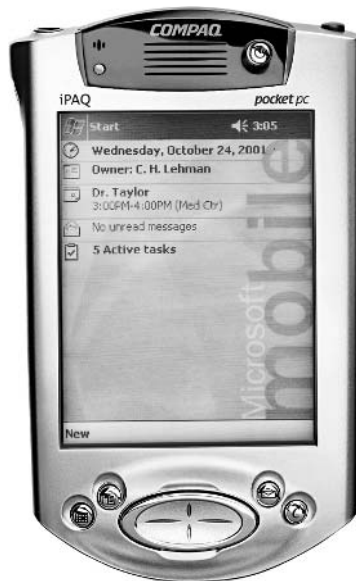 COMPAQ
iPAQ pocket pc
Start 3:05
Wednesday, October 24, 2001
Owner: C. H. Lehman
Dr. Taylor
3:00PM-4:00PM (Med Ctr)
No unread messages
5 Active tasks
Microsoft
mobile
New